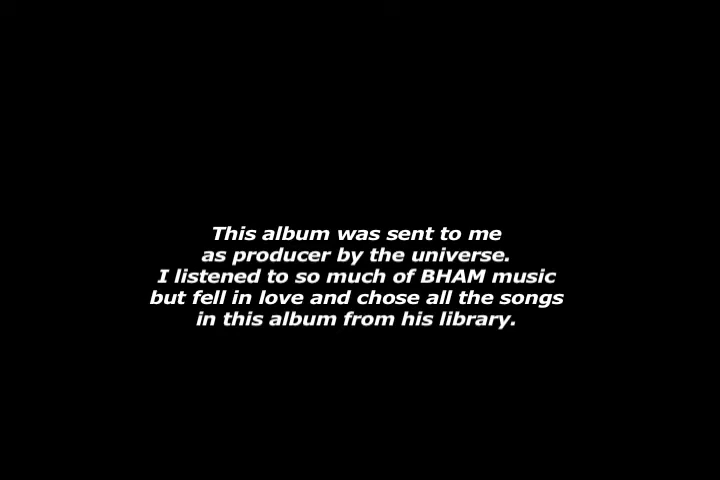 This album was sent to me
as producer by the universe.
I listened to so much of BHAM music
but fell in love and chose all the songs
in this album from his library.